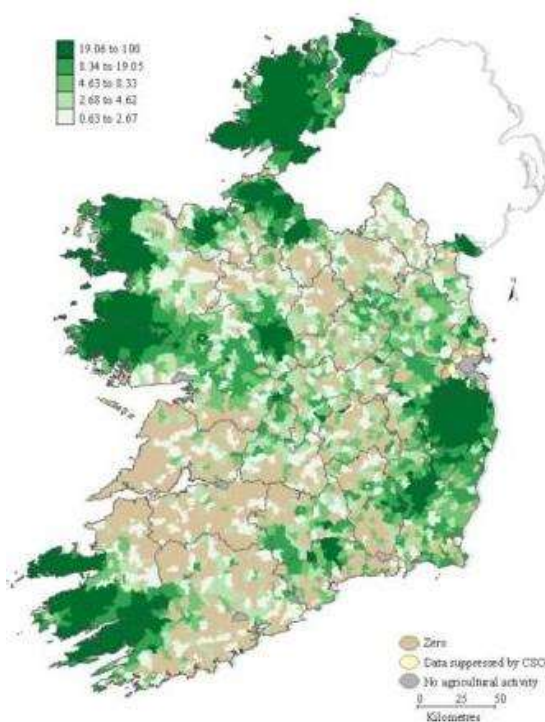 19.06 to 100
8.34 to 19.05
4.63 to 8.33
2.68 to 4.62
0.63 to 2.67
Zero
Data suppressed by CSO
No agricultural activity
0 25 50
Kilometres